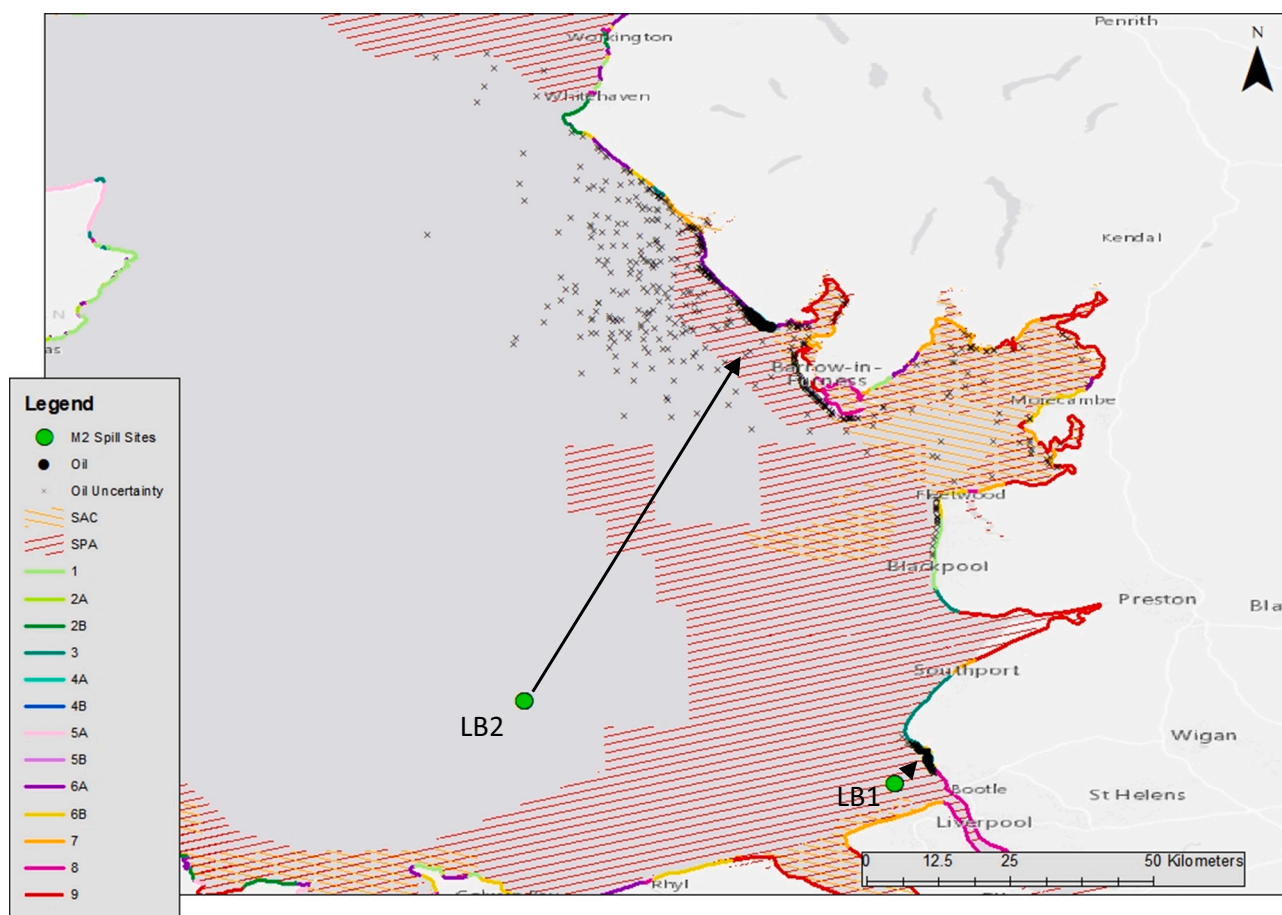 Penrith
N
Workington
Whitehaven
Kendal
N
as
Barrow-in-
Furness
Morecambe
Fleetwood
Blackpool
Preston
Bla
Southport
LB2
Wigan
LB1
Bootle
St Helens
Liverpool
Rhyl
0 12.5 25 50 Kilometers
Legend
M2 Spill Sites
Oil
Oil Uncertainty
SAC
SPA
1
2A
2B
3
4A
4B
5A
5B
6A
6B
7
8
9